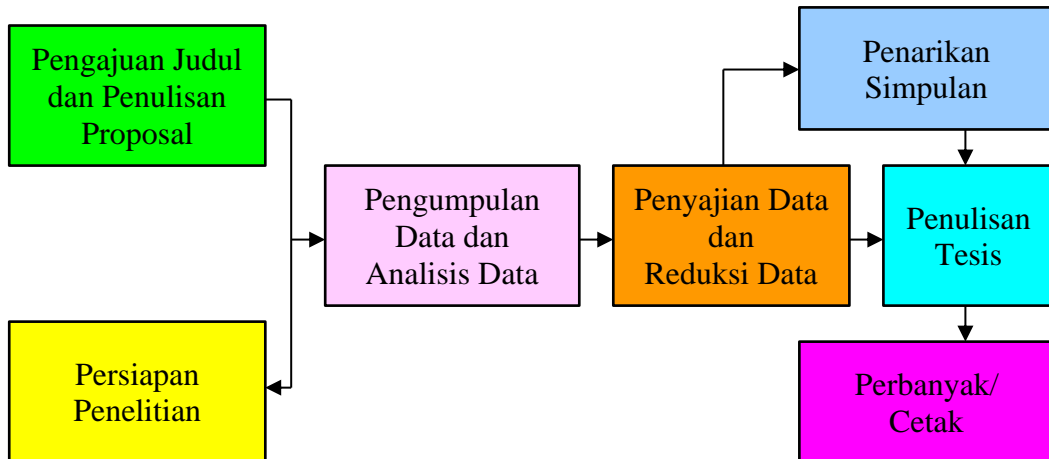 Pengajuan Judul
dan Penulisan
Proposal
Persiapan
Penelitian
Pengumpulan
Data dan
Analisis Data
Penyajian Data
dan
Reduksi Data
Penarikan
Simpulan
Penulisan
Tesis
Perbanyak/
Cetak